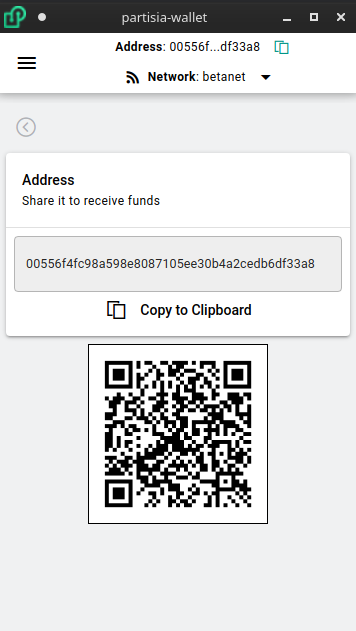 partisia-wallet
Address: 00556f...df33a8
Network: betanet
Address
Share it to receive funds
00556f4fc98a598e8087105ee30b4a2cedb6df33a8
Copy to Clipboard